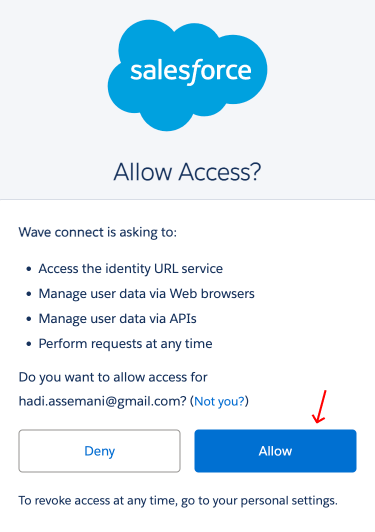 salesforce
Allow Access?
Wave connect is asking to:
• Access the identity URL service
• Manage user data via Web browsers
• Manage user data via APIs
• Perform requests at any time
Do you want to allow access for
hadi.assemani@gmail.com? (Not you?)
Deny
Allow
To revoke access at any time, go to your personal settings.